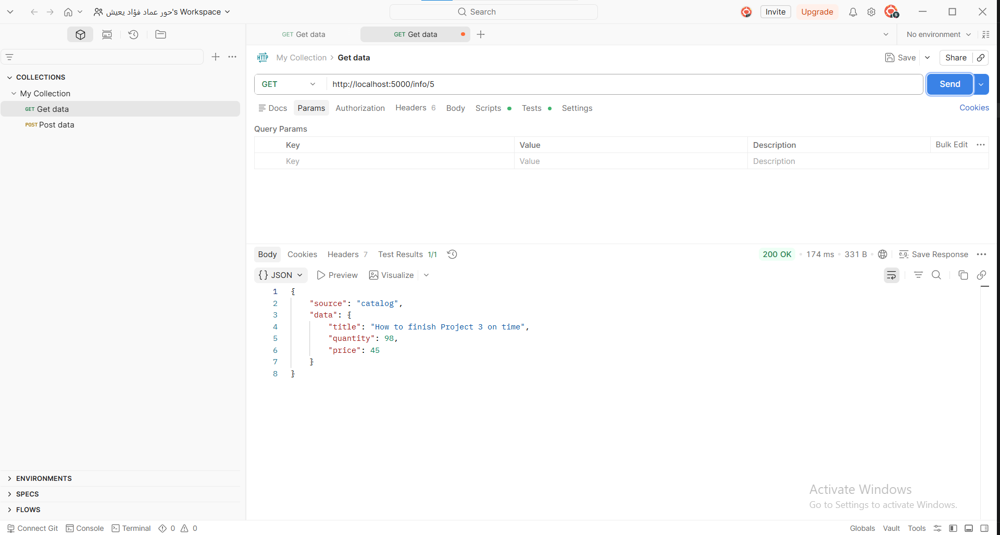 حور عماد فؤاد يعيش's Workspace
Search
Invite
Upgrade
GET Get data
GET Get data
No environment
COLLECTIONS
My Collection
GET Get data
POST Post data
HTTP
My Collection > Get data
Save
Share
GET
http://localhost:5000/info/5
Send
Docs
Params
Authorization
Headers 6
Body
Scripts
Tests
Settings
Cookies
Query Params
Key
Value
Description
Bulk Edit
Key
Value
Description
Body
Cookies
Headers 7
Test Results 1/1
200 OK
174 ms
331 B
e.g. Save Response
{} JSON
Preview
Visualize
1 {
2 "source": "catalog",
3 "data": {
4 "title": "How to finish Project 3 on time",
5 "quantity": 98,
6 "price": 45
7 }
8 }
ENVIRONMENTS
SPECS
FLOWS
Activate Windows
Go to Settings to activate Windows.
Connect Git
Console
Terminal
0
0
Globals
Vault
Tools